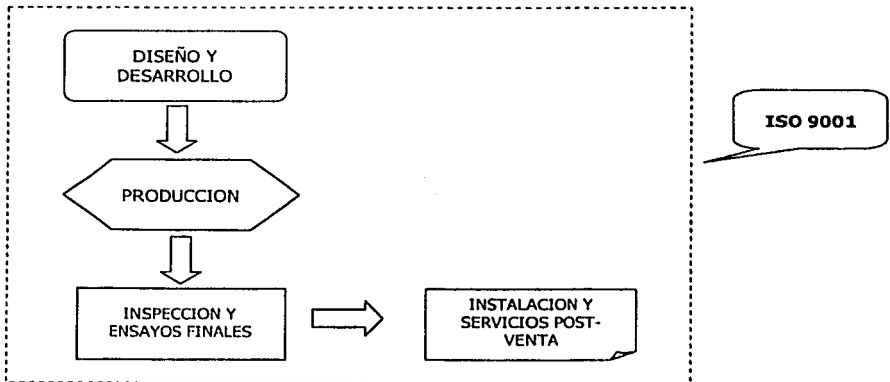 DISEÑO Y
DESARROLLO
ISO 9001
PRODUCCION
INSPECCION Y
ENSAYOS FINALES
INSTALACION Y
SERVICIOS POST-
VENTA